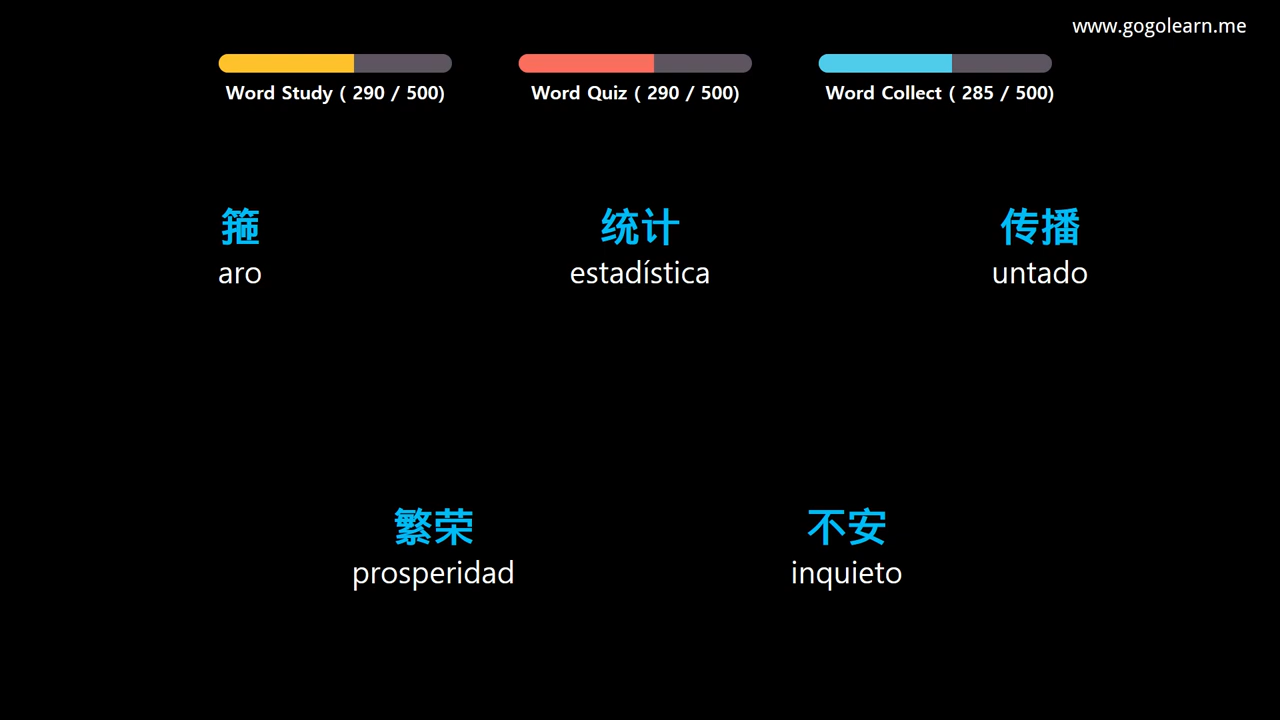 www.gogolearn.me
Word Study ( 290 / 500)
Word Quiz ( 290 / 500)
Word Collect ( 285 / 500)
箍
aro
统计
estadística
传播
untado
繁荣
prosperidad
不安
inquieto